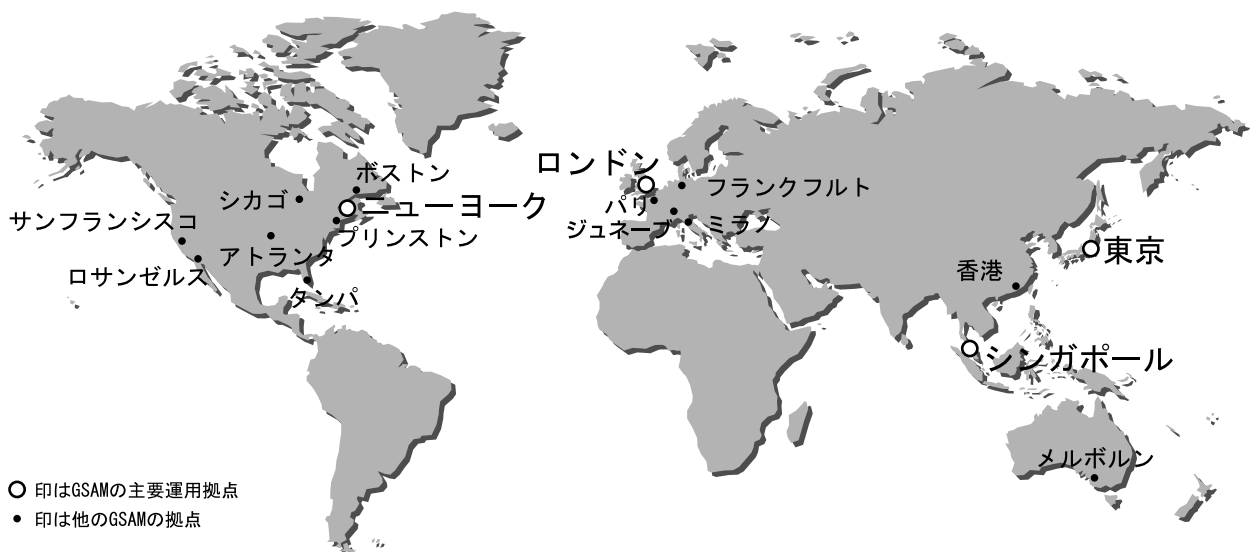 ロンドン
ボストン
シカゴ
フランクフルト
パリ
ニューヨーク
サンフランシスコ
ジュネーブ
ミラノ
プリンストン
東京
アトランタ
香港
ロサンゼルス
タンパ
シンガポール
メルボルン
印はGSAMの主要運用拠点
印は他のGSAMの拠点